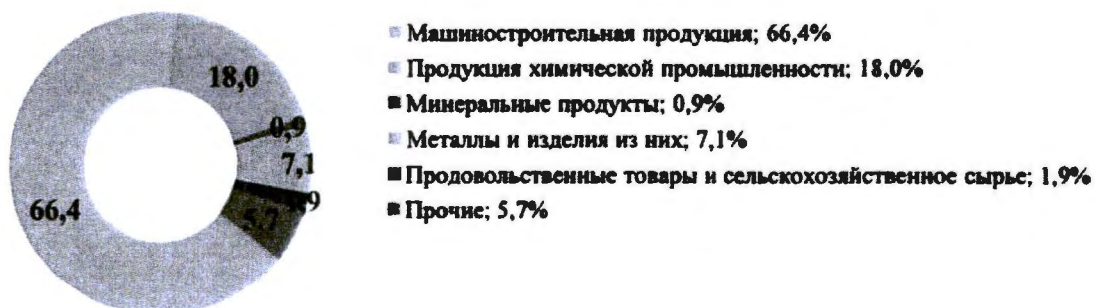 18,0
0,9
7,1
1,9
5,7
66,4
Машиностроительная продукция; 66,4%
Продукция химической промышленности; 18,0%
Минеральные продукты; 0,9%
Металлы и изделия из них; 7,1%
Продовольственные товары и сельскохозяйственное сырье; 1,9%
Прочие; 5,7%